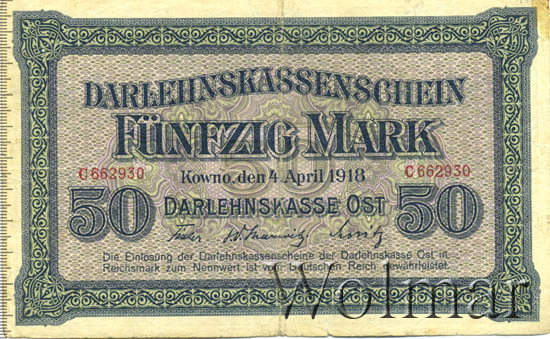 DARLEHNSKASSENSCHEIN
FÜNFZIG MARK
C 662930 C 662930
Kowno, den 4 April 1918
50 DARLEHNSKASSE OST 50
Die Einlosung der Darlehnskassenscheine der Darlehnskasse Ost in
Reichsmark zum Nennwert ist vom Deutschen Reich gewährleistet.
Wolmar